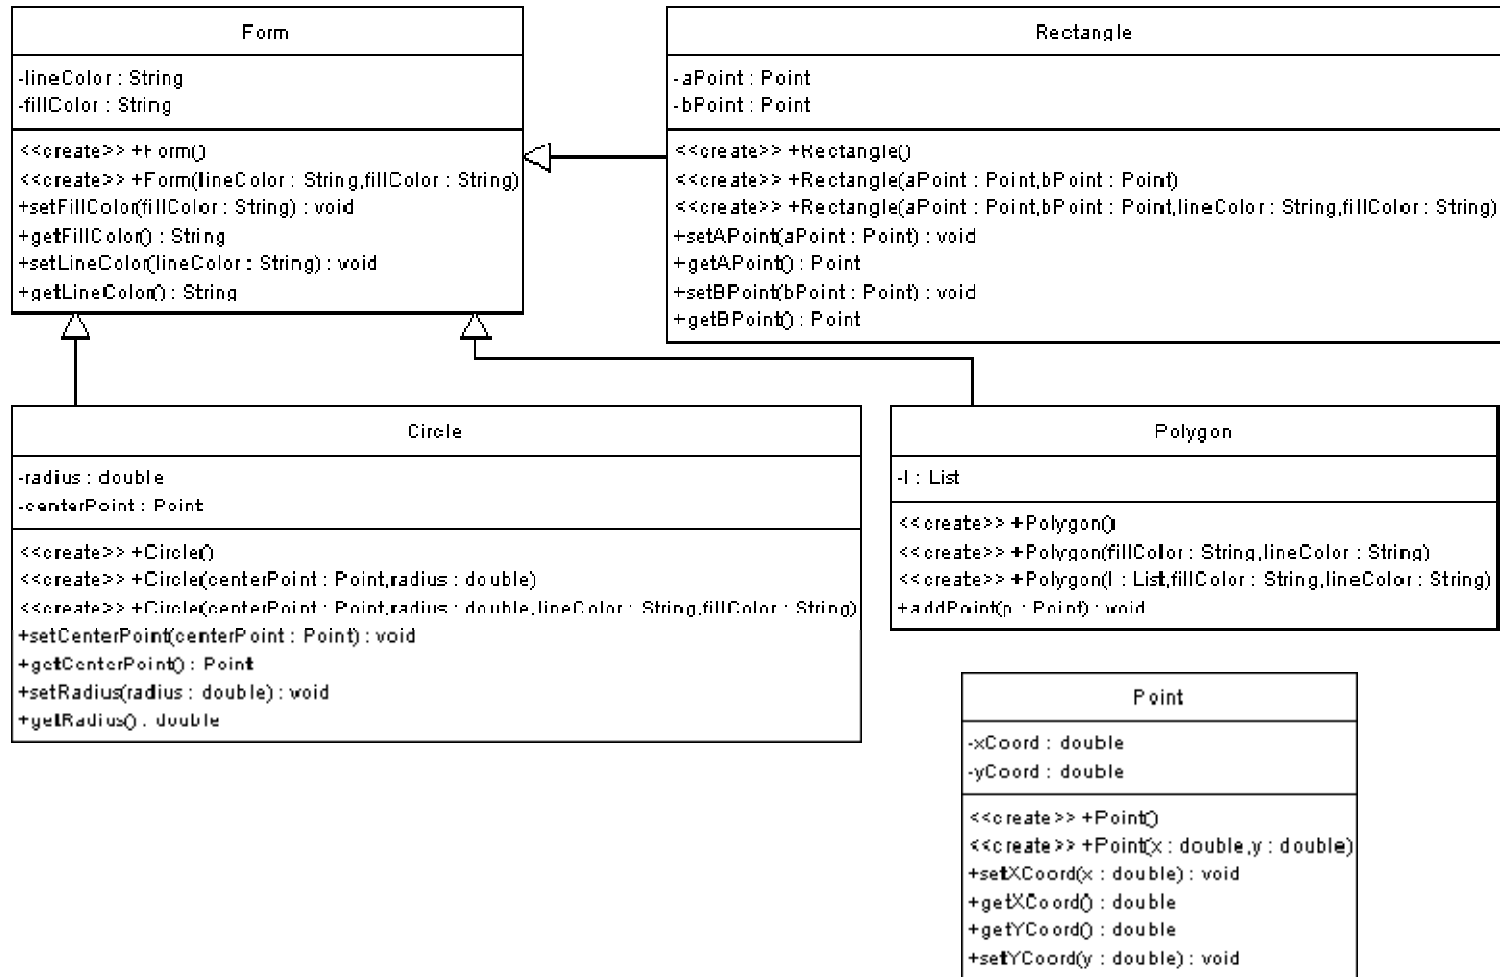 Form
-lineColor : String
-fillColor : String
<<create>> +Form()
<<create>> +Form(lineColor : String,fillColor : String)
+setFillColor(fillColor : String) : void
+getFillColor() : String
+setLineColor(lineColor : String) : void
+getLineColor() : String
Rectangle
-aPoint : Point
-bPoint : Point
<<create>> +Rectangle()
<<create>> +Rectangle(aPoint : Point,bPoint : Point)
<<create>> +Rectangle(aPoint : Point,bPoint : Point,lineColor : String,fillColor : String)
+setAPoint(aPoint : Point) : void
+getAPoint() : Point
+setBPoint(bPoint : Point) : void
+getBPoint() : Point
Circle
-radius : double
-centerPoint : Point
<<create>> +Circle()
<<create>> +Circle(centerPoint : Point,radius : double)
<<create>> +Circle(centerPoint : Point,radius : double,lineColor : String,fillColor : String)
+setCenterPoint(centerPoint : Point) : void
+getCenterPoint() : Point
+setRadius(radius : double) : void
+getRadius() : double
Polygon
-l : List
<<create>> +Polygon()
<<create>> +Polygon(fillColor : String,lineColor : String)
<<create>> +Polygon(l : List,fillColor : String,lineColor : String)
+addPoint(p : Point) : void
Point
-xCoord : double
-yCoord : double
<<create>> +Point()
<<create>> +Point(x : double,y : double)
+setXCoord(x : double) : void
+getXCoord() : double
+getYCoord() : double
+setYCoord(y : double) : void